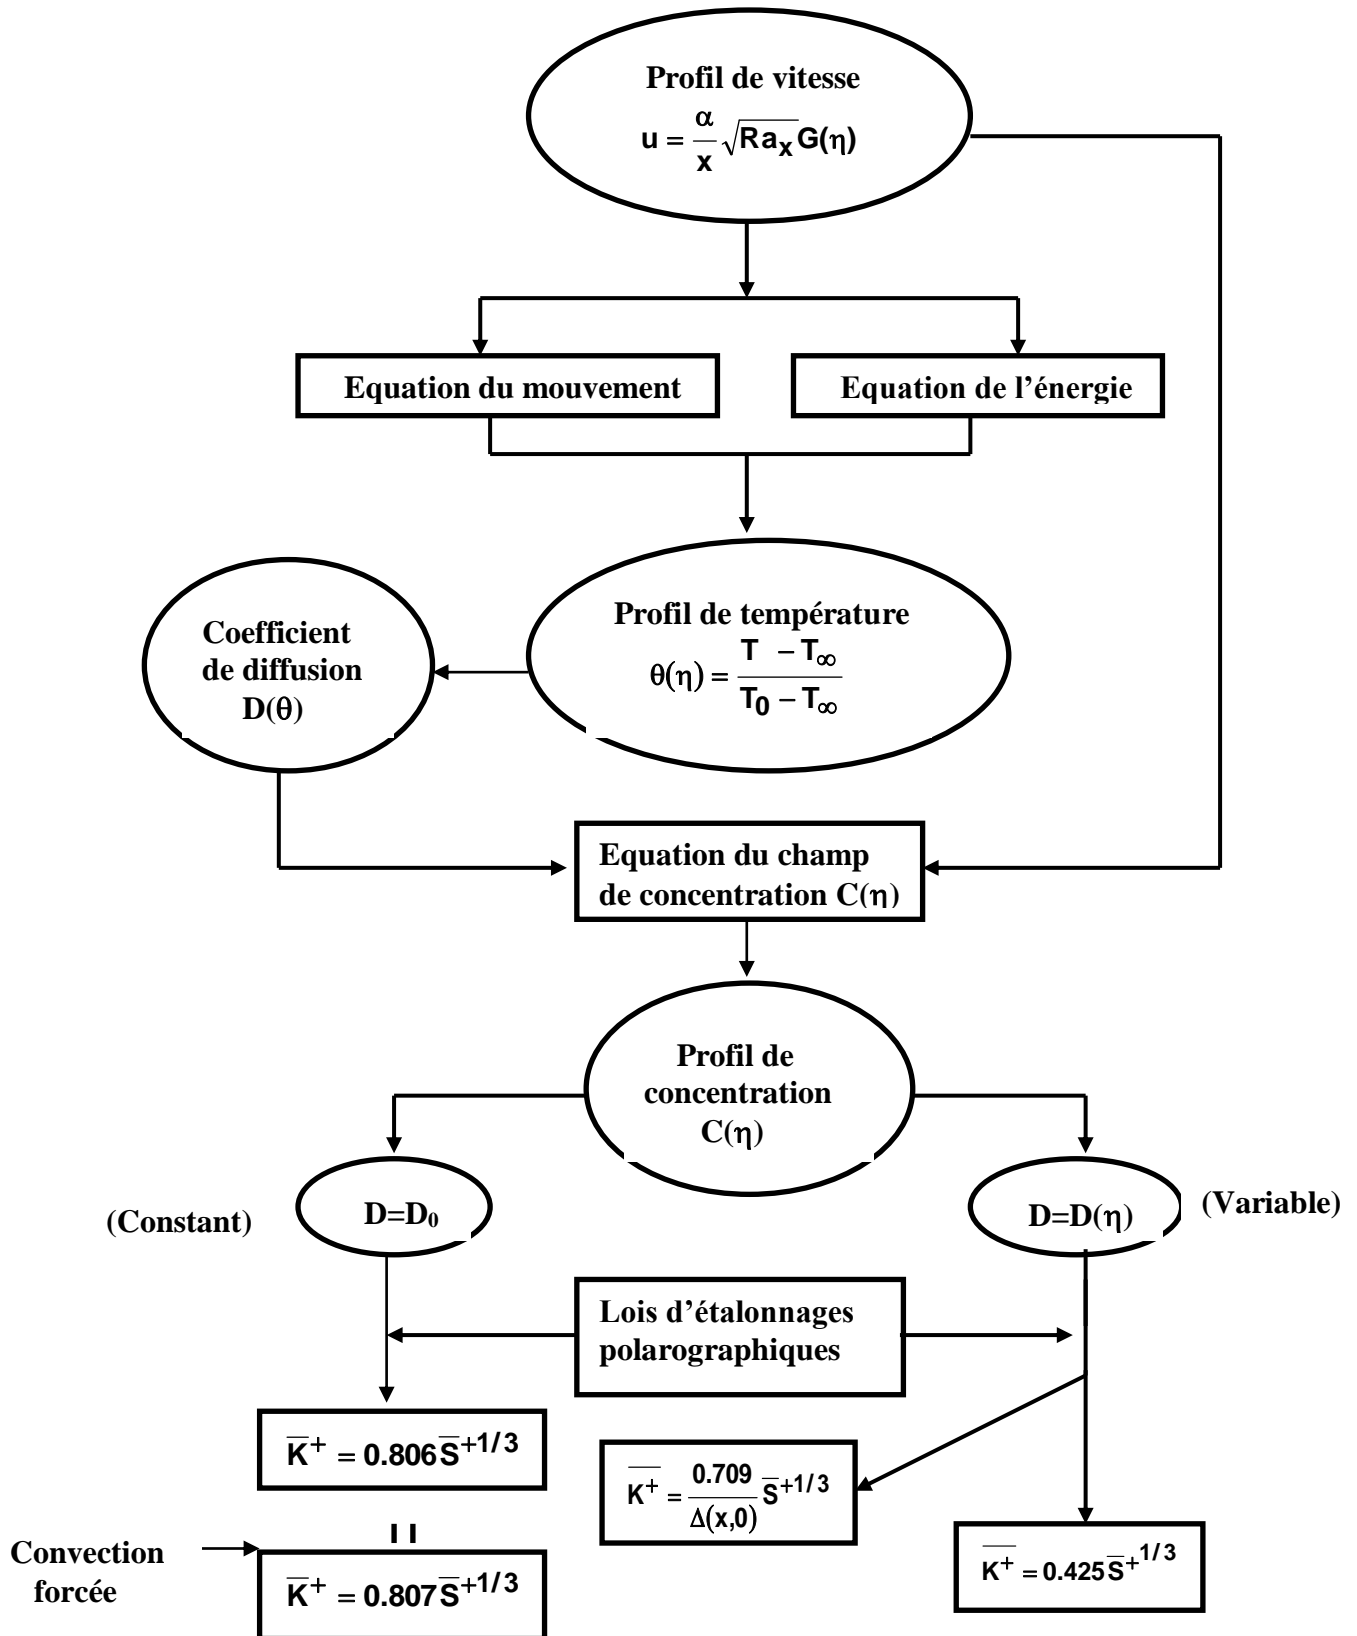 Profil de vitesse
u = α/x √Raₓ G(η)
Equation du mouvement
Equation de l’énergie
Profil de température
θ(η) = (T – T∞)/(T₀ – T∞)
Coefficient
de diffusion
D(θ)
Equation du champ
de concentration C(η)
Profil de
concentration
C(η)
(Constant)
D=D₀
D=D(η)
(Variable)
Lois d’étalonnages
polarographiques
K̅⁺ = 0.806 S̅⁺¹/³
K̅⁺ = 0.709/Δ(x,0) S̅⁺¹/³
K̅⁺ = 0.425 S̅⁺¹/³
Convection
forcée
K̅⁺ = 0.807 S̅⁺¹/³